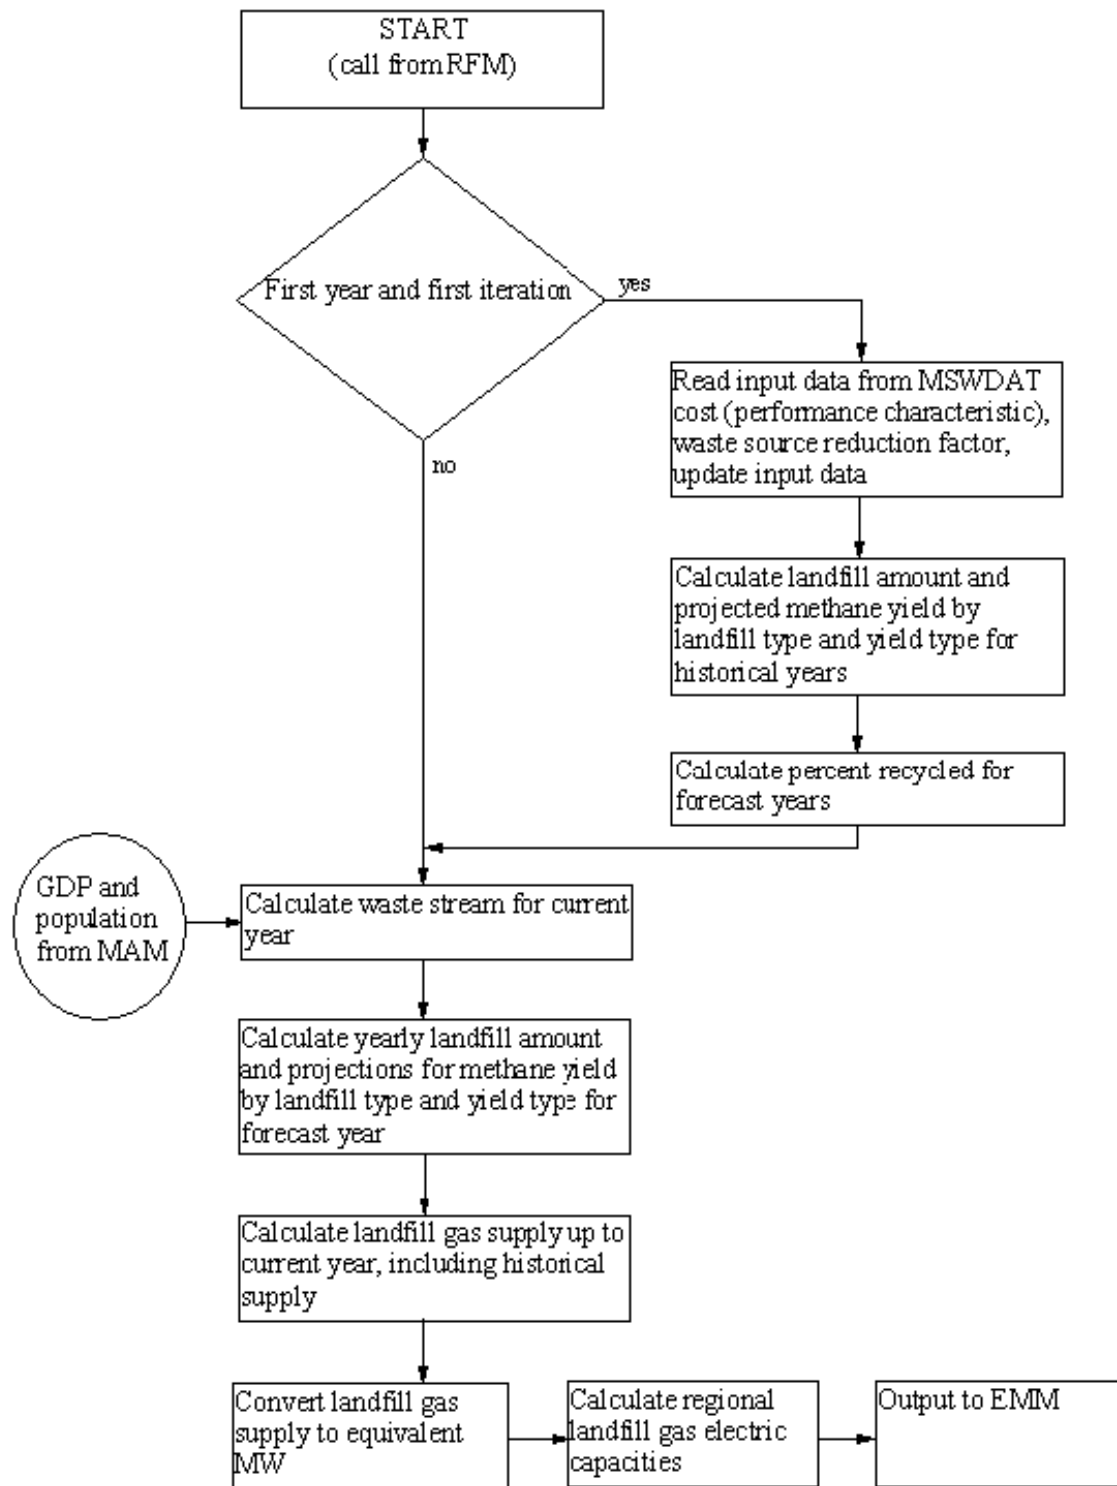 START
(call from RFM)
First year and first iteration
yes
Read input data from MSWDAT
cost (performance characteristic),
waste source reduction factor,
update input data
no
Calculate landfill amount and
projected methane yield by
landfill type and yield type for
historical years
Calculate percent recycled for
forecast years
GDP and
population
from MAM
Calculate waste stream for current
year
Calculate yearly landfill amount
and projections for methane yield
by landfill type and yield type for
forecast year
Calculate landfill gas supply up to
current year, including historical
supply
Convert landfill gas
supply to equivalent
MW
Calculate regional
landfill gas electric
capacities
Output to EMM